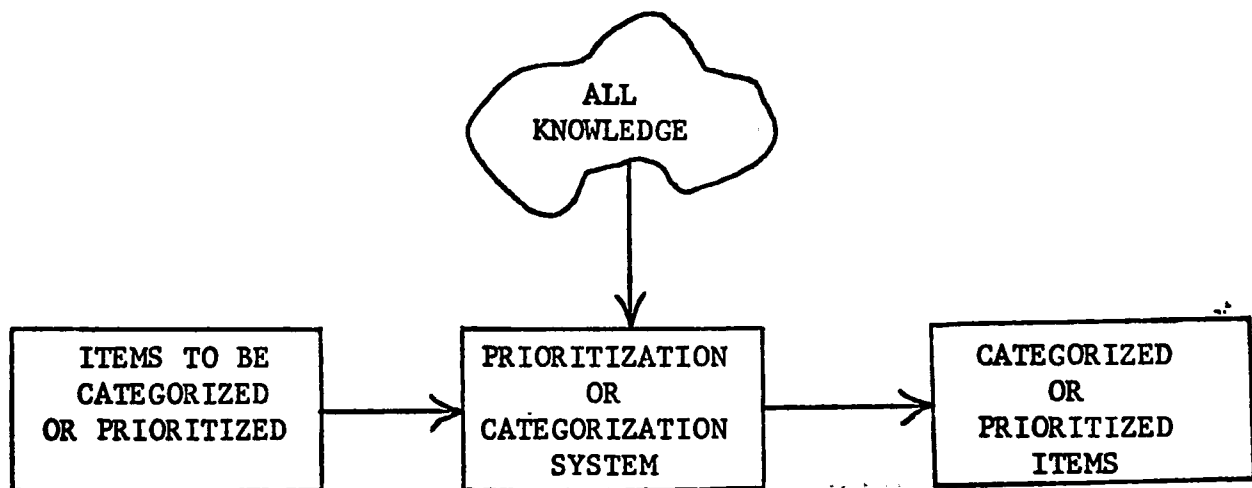 ALL
KNOWLEDGE
ITEMS TO BE
CATEGORIZED
OR PRIORITIZED
PRIORITIZATION
OR
CATEGORIZATION
SYSTEM
CATEGORIZED
OR
PRIORITIZED
ITEMS